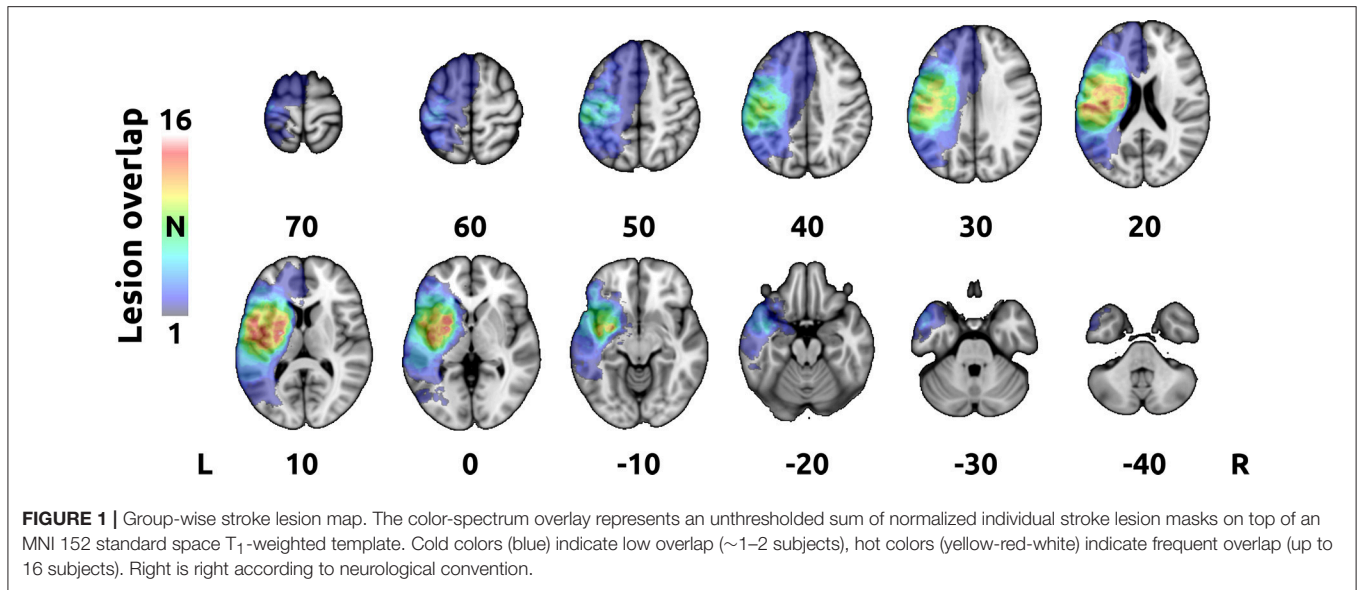 Lesion overlap
16
N
1
70 60 50 40 30 20
L 10 0 -10 -20 -30 -40 R
FIGURE 1 | Group-wise stroke lesion map. The color-spectrum overlay represents an unthresholded sum of normalized individual stroke lesion masks on top of an
MNI 152 standard space T1-weighted template. Cold colors (blue) indicate low overlap (∼1–2 subjects), hot colors (yellow-red-white) indicate frequent overlap (up to
16 subjects). Right is right according to neurological convention.